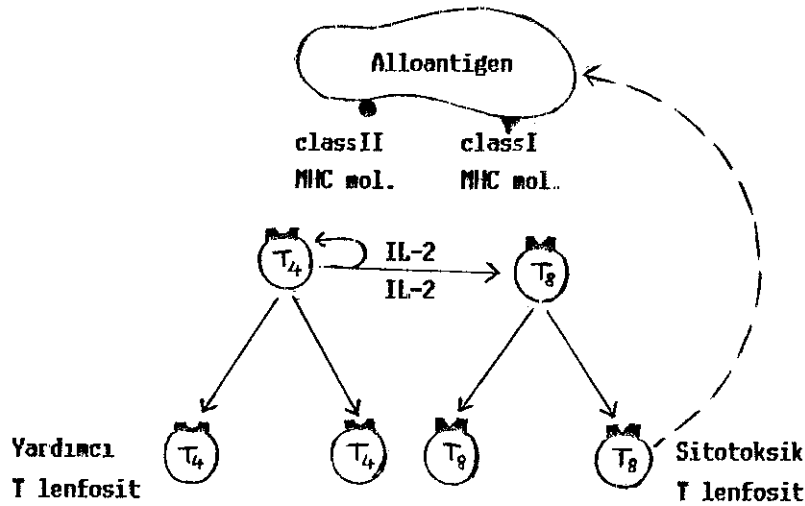 Alloantigen
classII
MHC mol.
classI
MHC mol.
T4
IL-2
IL-2
T8
Yardımcı
T lenfosit
T4
T4
T8
T8
Sitotoksik
T lenfosit